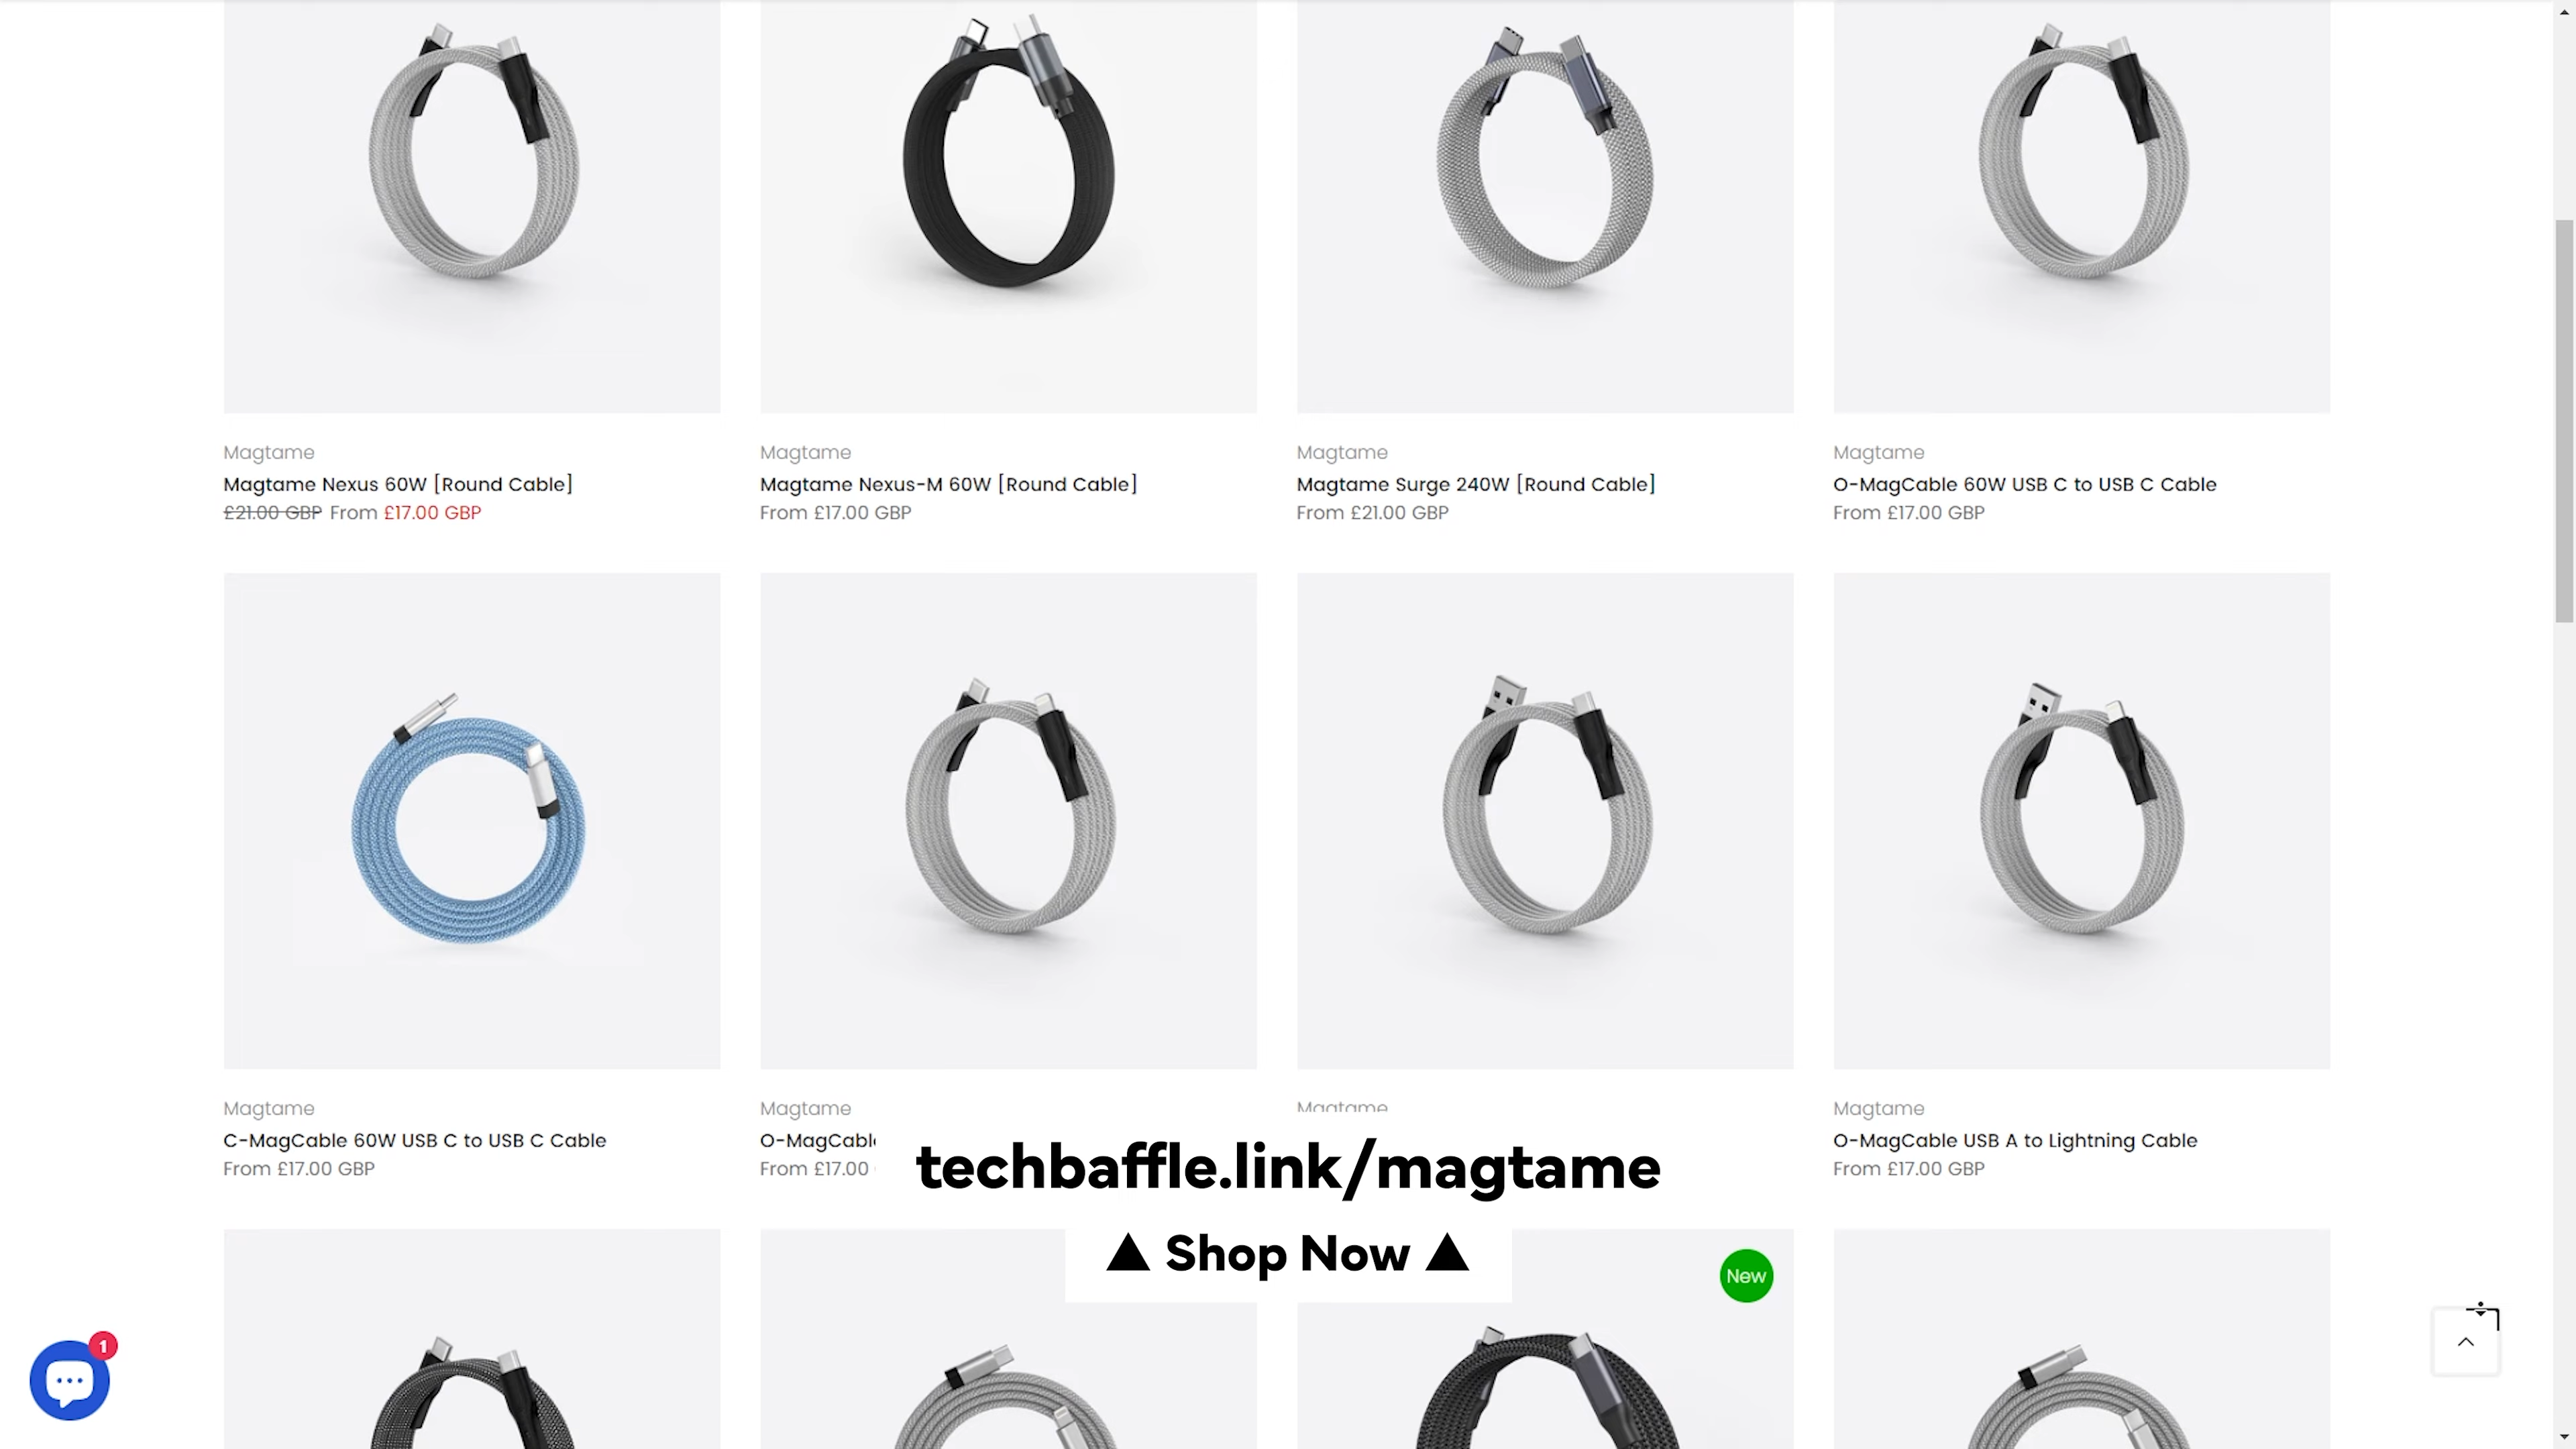 Magtame
Magtame Nexus 60W [Round Cable]
£21.00 GBP From £17.00 GBP
Magtame
Magtame Nexus-M 60W [Round Cable]
From £17.00 GBP
Magtame
Magtame Surge 240W [Round Cable]
From £21.00 GBP
Magtame
O-MagCable 60W USB C to USB C Cable
From £17.00 GBP
Magtame
C-MagCable 60W USB C to USB C Cable
From £17.00 GBP
Magtame
O-MagCabl
From £17.00
Magtame
Magtame
O-MagCable USB A to Lightning Cable
From £17.00 GBP
techbaffle.link/magtame
▲ Shop Now ▲
New
1